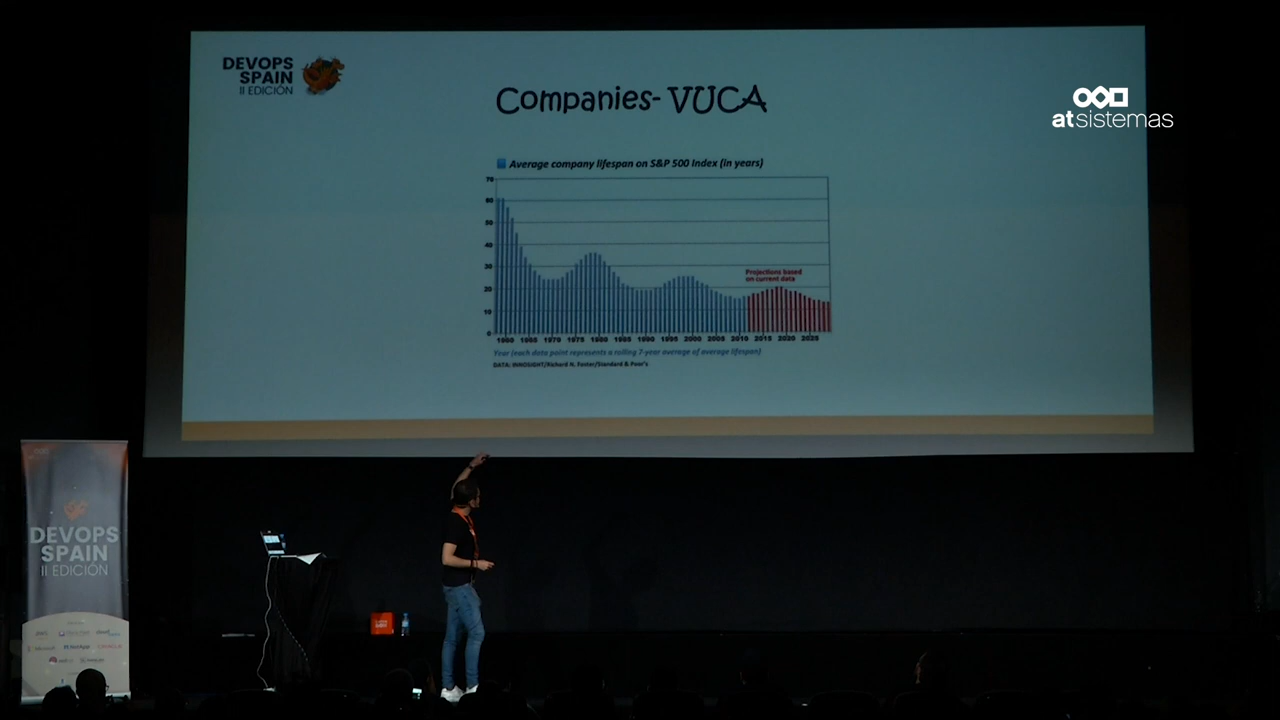 DEVOPS
SPAIN
II EDICIÓN
Companies- VUCA
atsistemas
Average company lifespan on S&P 500 Index (in years)
70
60
50
40
30
20
10
0
Projections based
on current data
1960 1965 1970 1975 1980 1985 1990 1995 2000 2005 2010 2015 2020 2025
Year (each data point represents a rolling 7-year average of average lifespan)
DATA: INNOSIGHT/Richard N. Foster/Standard & Poor's
DEVOPS
SPAIN
II EDICIÓN
Microsoft NetApp